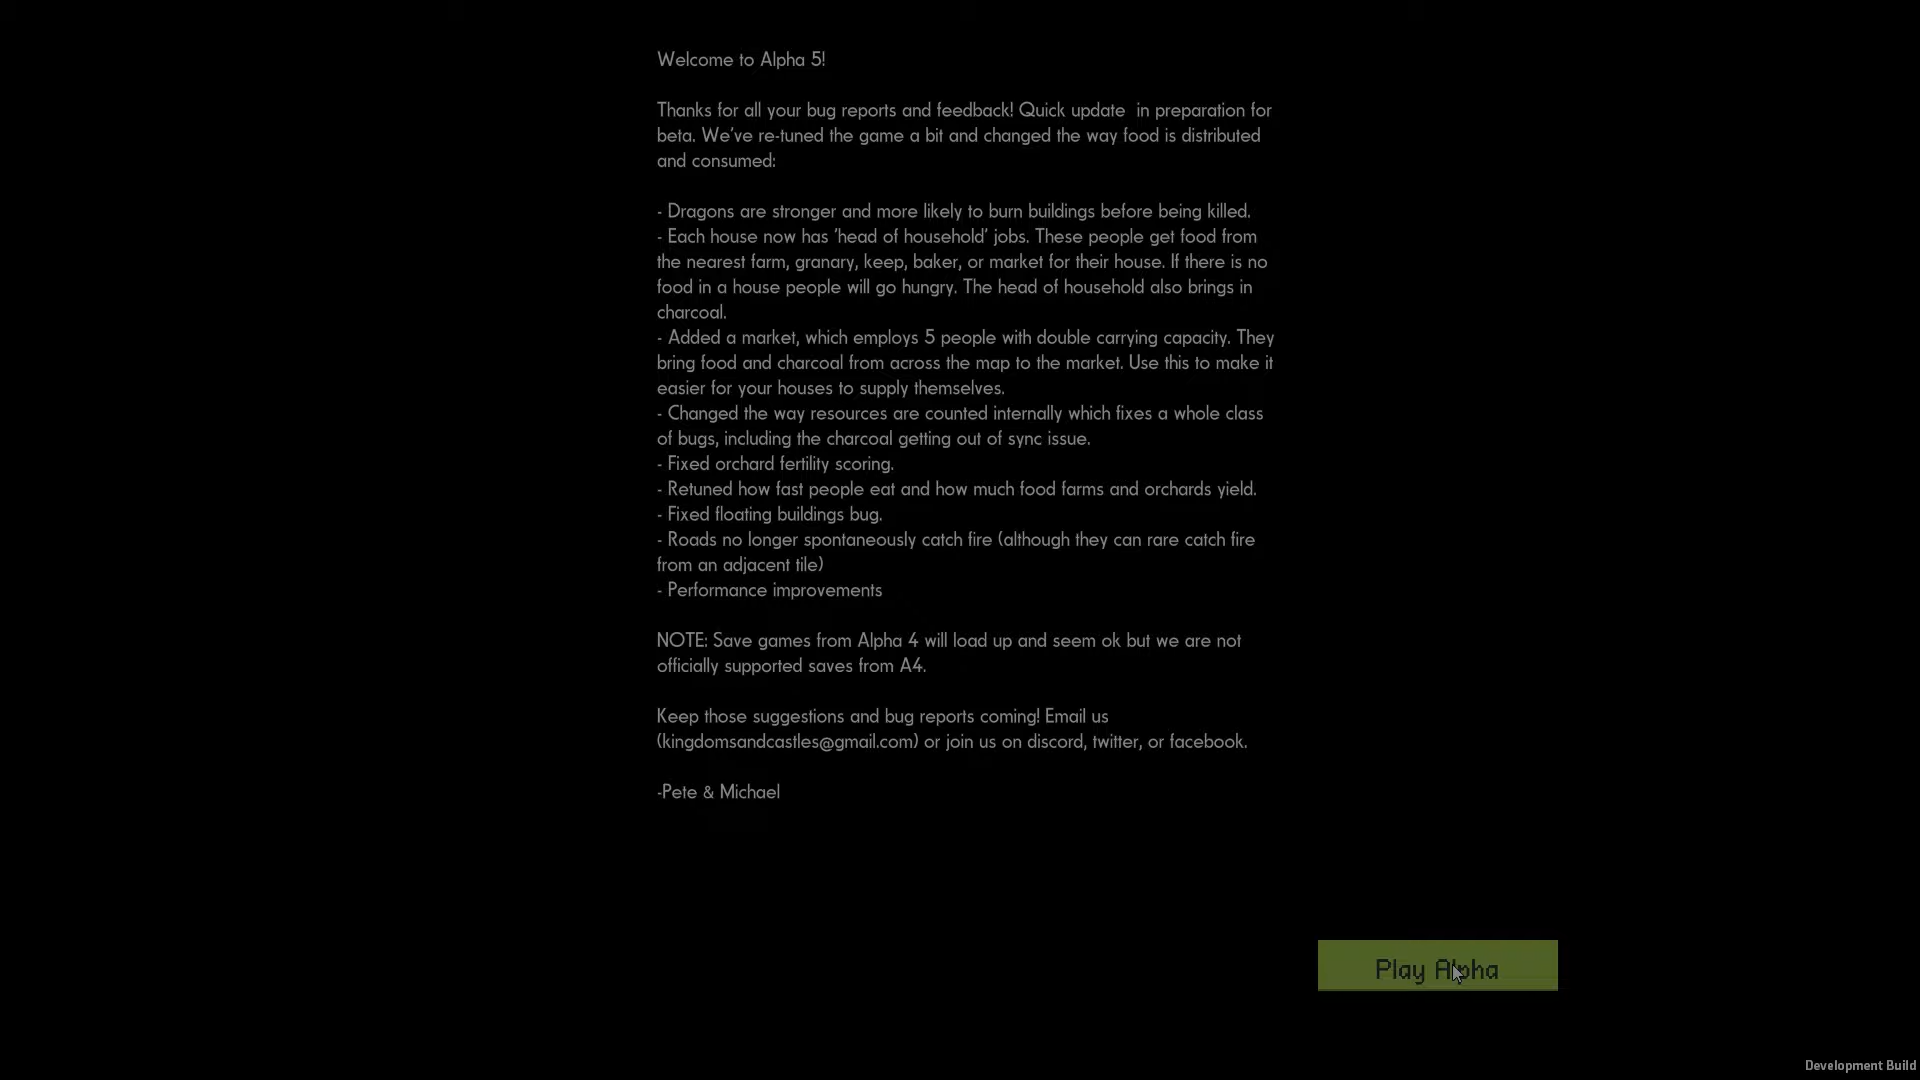 Welcome to Alpha 5!
Thanks for all your bug reports and feedback! Quick update  in preparation for
beta. We've re-tuned the game a bit and changed the way food is distributed
and consumed:
- Dragons are stronger and more likely to burn buildings before being killed.
- Each house now has 'head of household' jobs. These people get food from
the nearest farm, granary, keep, baker, or market for their house. If there is no
food in a house people will go hungry. The head of household also brings in
charcoal.
- Added a market, which employs 5 people with double carrying capacity. They
bring food and charcoal from across the map to the market. Use this to make it
easier for your houses to supply themselves.
- Changed the way resources are counted internally which fixes a whole class
of bugs, including the charcoal getting out of sync issue.
- Fixed orchard fertility scoring.
- Retuned how fast people eat and how much food farms and orchards yield.
- Fixed floating buildings bug.
- Roads no longer spontaneously catch fire (although they can rare catch fire
from an adjacent tile)
- Performance improvements
NOTE: Save games from Alpha 4 will load up and seem ok but we are not
officially supported saves from A4.
Keep those suggestions and bug reports coming! Email us
(kingdomsandcastles@gmail.com) or join us on discord, twitter, or facebook.
-Pete & Michael
Play Alpha
Development Build